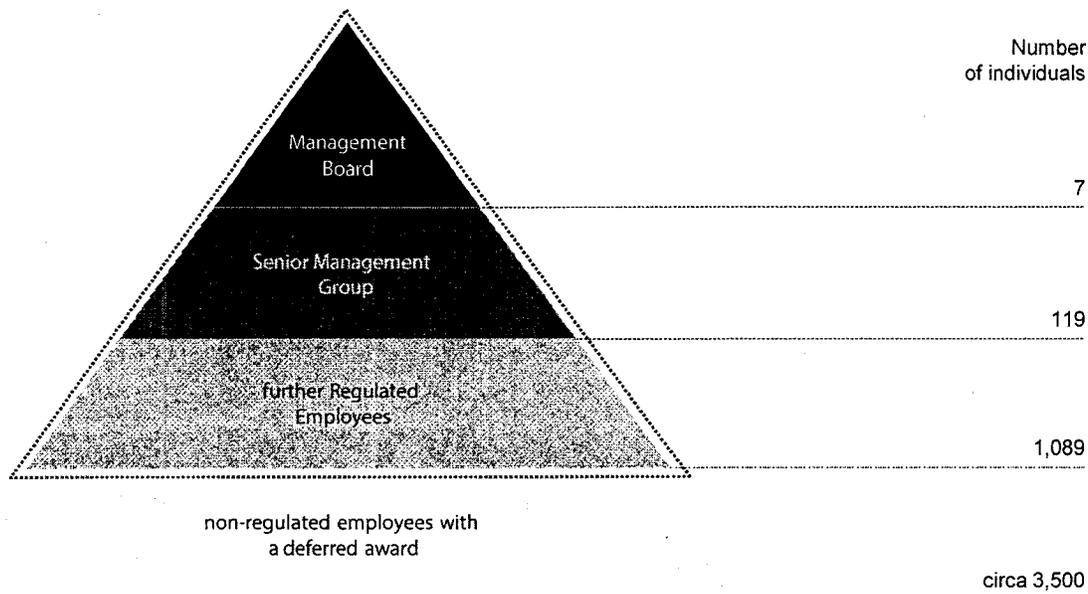 Number
of individuals
Management
Board
7
Senior Management
Group
119
further Regulated
Employees
1,089
non-regulated employees with
a deferred award
circa 3,500